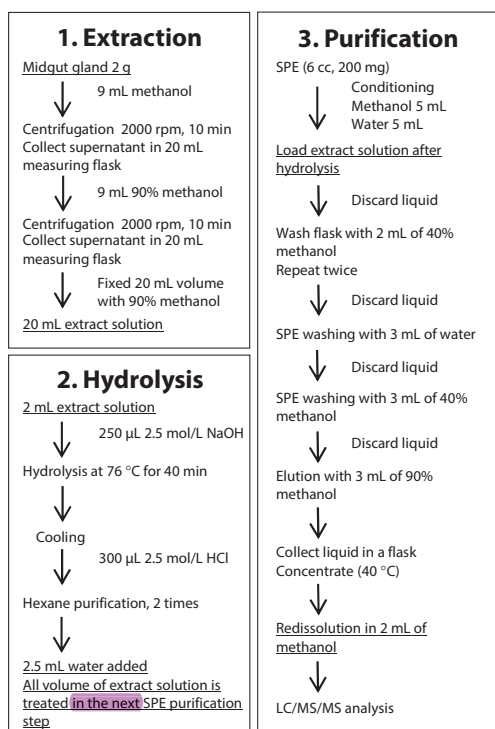 1. Extraction
Midgut gland 2 g
9 mL methanol
Centrifugation 2000 rpm, 10 min
Collect supernatant in 20 mL
measuring flask
9 mL 90% methanol
Centrifugation 2000 rpm, 10 min
Collect supernatant in 20 mL
measuring flask
Fixed 20 mL volume
with 90% methanol
20 mL extract solution
2. Hydrolysis
2 mL extract solution
250 µL 2.5 mol/L NaOH
Hydrolysis at 76 °C for 40 min
Cooling
300 µL 2.5 mol/L HCl
Hexane purification, 2 times
2.5 mL water added
All volume of extract solution is
treated in the next SPE purification
step
3. Purification
SPE (6 cc, 200 mg)
Conditioning
Methanol 5 mL
Water 5 mL
Load extract solution after
hydrolysis
Discard liquid
Wash flask with 2 mL of 40%
methanol
Repeat twice
Discard liquid
SPE washing with 3 mL of water
Discard liquid
SPE washing with 3 mL of 40%
methanol
Discard liquid
Elution with 3 mL of 90%
methanol
Collect liquid in a flask
Concentrate (40 °C)
Redissolution in 2 mL of
methanol
LC/MS/MS analysis